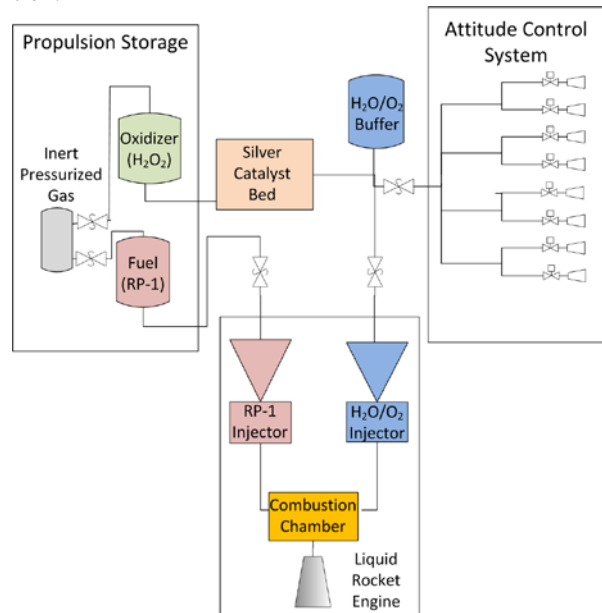 Propulsion Storage
Attitude Control
System
Oxidizer
(H₂O₂)
Inert
Pressurized
Gas
Fuel
(RP-1)
Silver
Catalyst
Bed
H₂O/O₂
Buffer
RP-1
Injector
H₂O/O₂
Injector
Combustion
Chamber
Liquid
Rocket
Engine